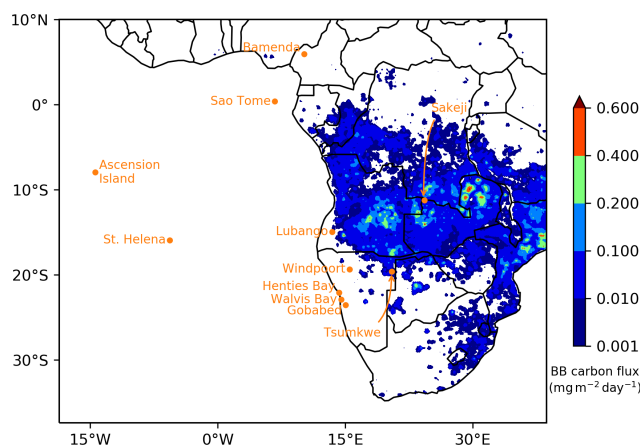 10°N
0°
10°S
20°S
30°S
15°W
0°W
15°E
30°E
Bamenda
Sao Tome
Sakeji
Ascension
Island
St. Helena
Lubango
Windpoort
Henties Bay
Walvis Bay
Gobabeb
Tsumkwe
0.600
0.400
0.200
0.100
0.010
0.001
BB carbon flux
(mg m⁻² day⁻¹)